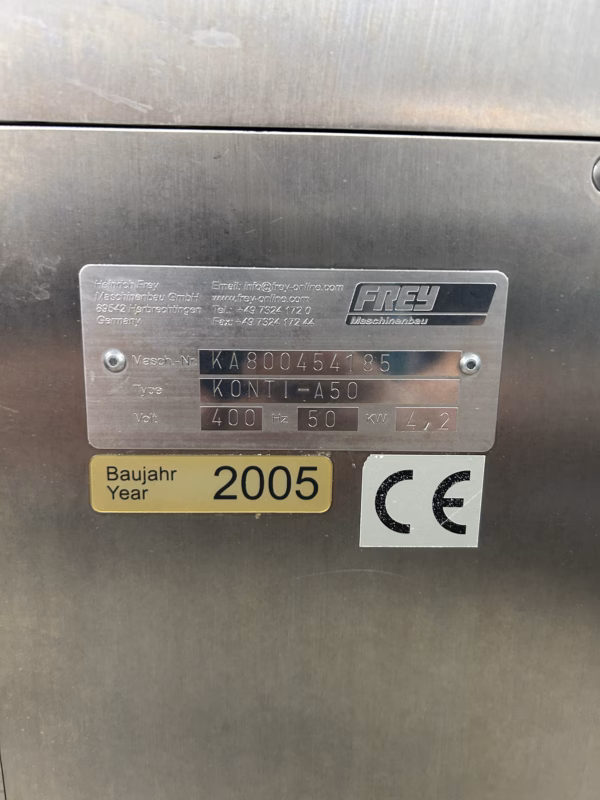 Heinrich Frey
Maschinenbau GmbH
89542 Herbrechtingen
Germany
Email: info@frey-online.com
www.frey-online.com
Tel.: +49 7324 172 0
Fax: +49 7324 172 44
FREY
Maschinenbau
Masch.-Nr. KA800454185
Type KONTI-A50
Volt 400 Hz 50 KW 4,2
Baujahr
Year 2005
CE